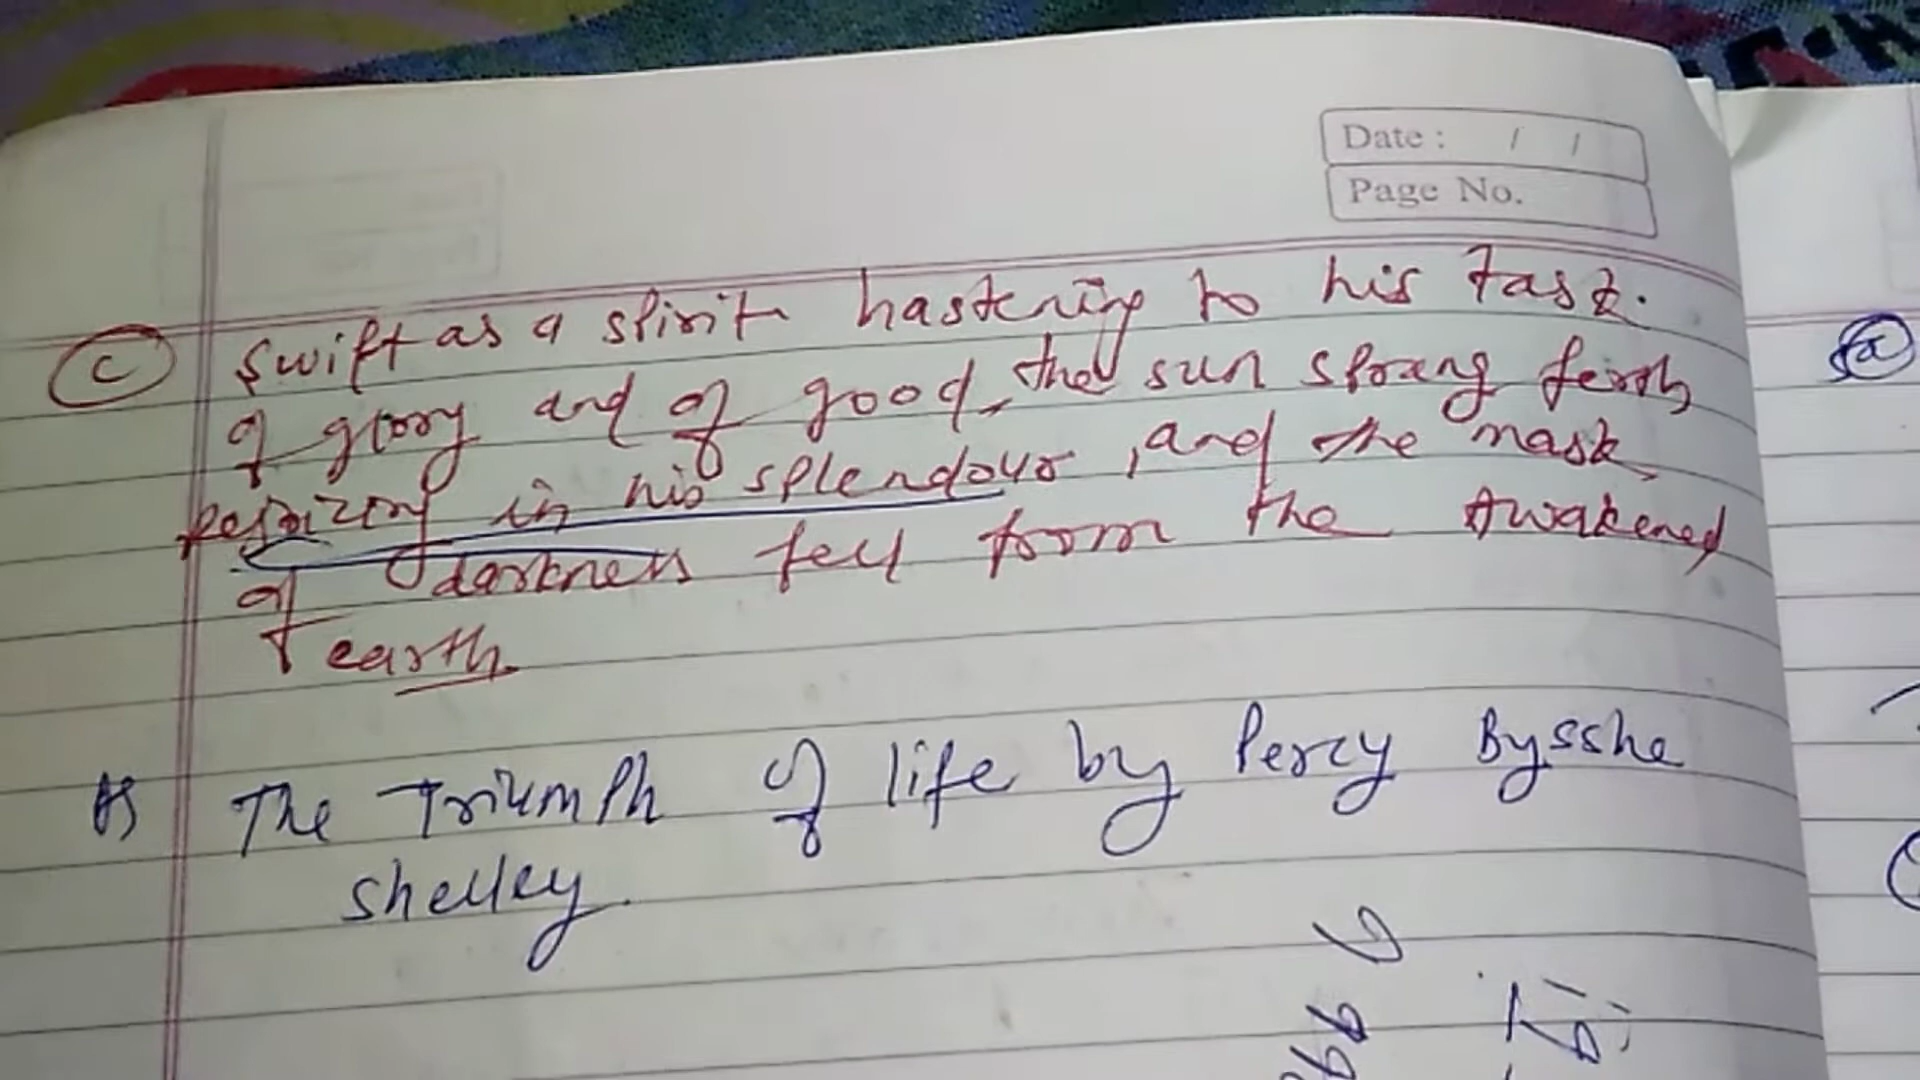 Date : / /
Page No.
(C) Swift as a spirit hastening to his task.
of glory and of good, the sun sprang forth
rejoizing in his splendour, and the mask
of darkness fell from the Awakened
earth.
The Triumph of life by Percy Bysshe
shelley.